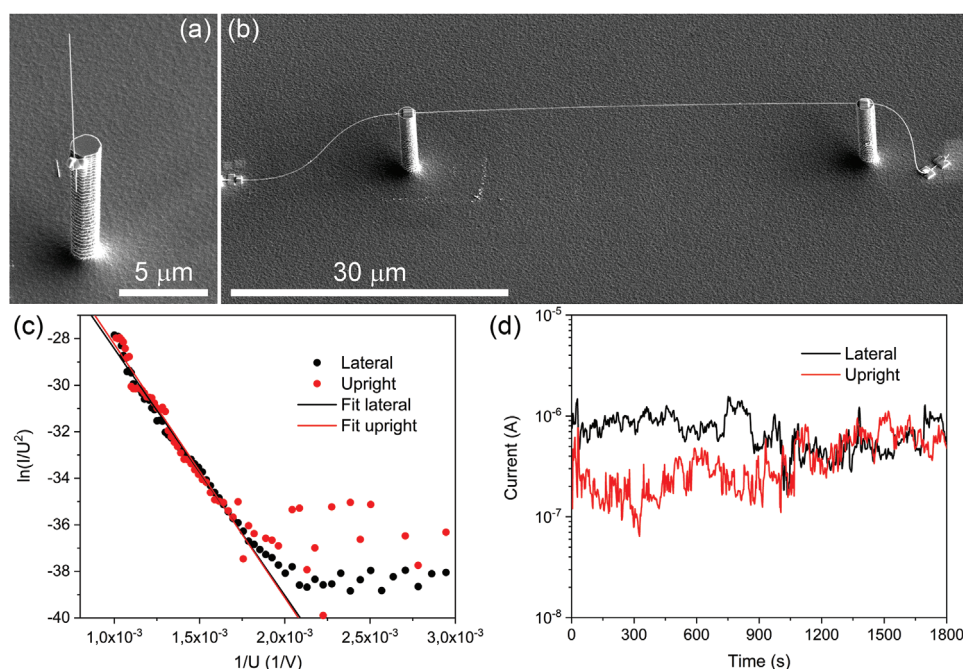 (a)
(b)
5 μm
30 μm
(c)
ln(I/U²)
-28
-30
-32
-34
-36
-38
-40
Lateral
Upright
Fit lateral
Fit upright
1,0x10⁻³
1,5x10⁻³
2,0x10⁻³
2,5x10⁻³
3,0x10⁻³
1/U (1/V)
(d)
Current (A)
10⁻⁵
10⁻⁶
10⁻⁷
10⁻⁸
Lateral
Upright
0
300
600
900
1200
1500
1800
Time (s)